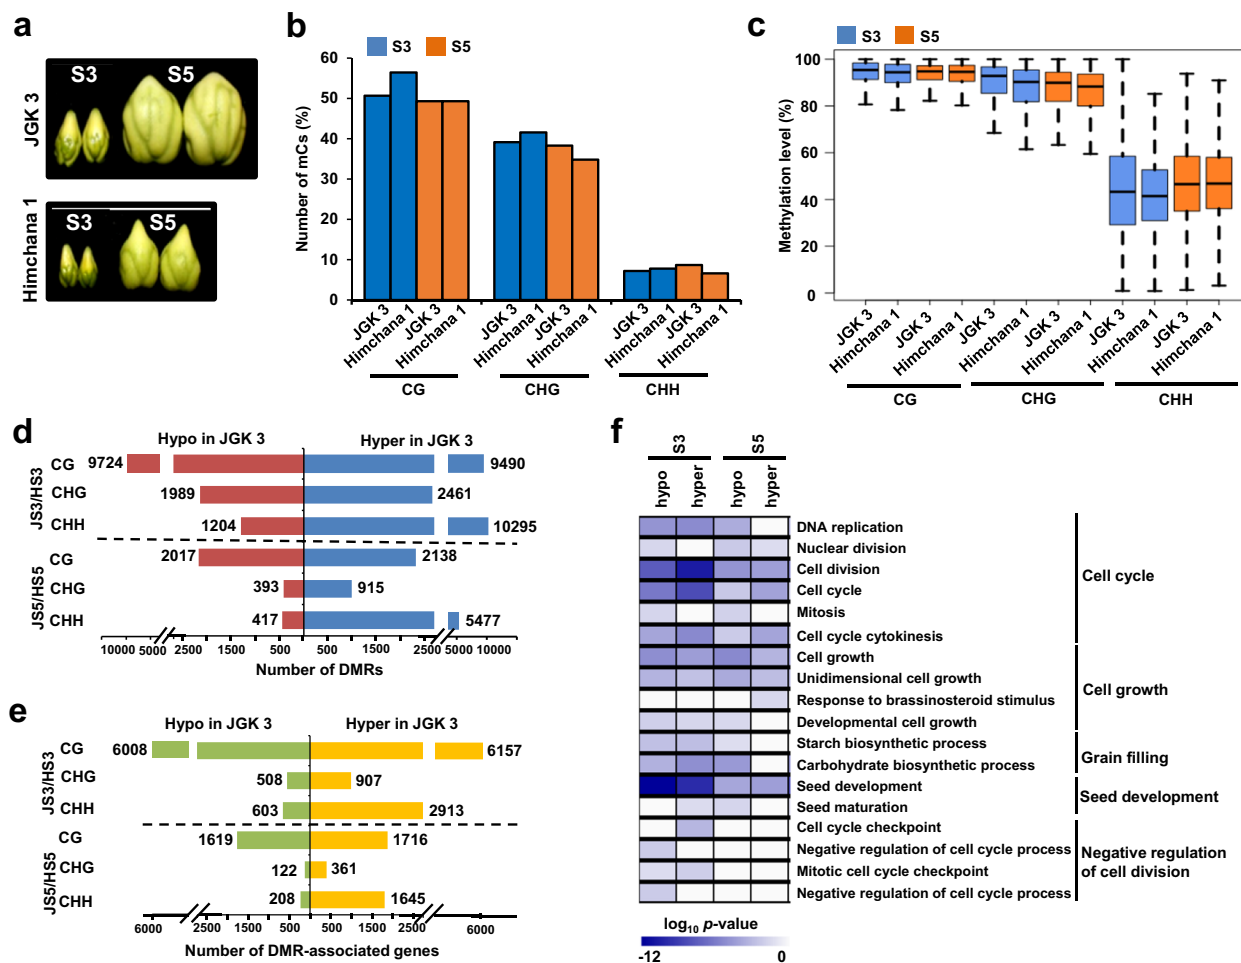 a
S3
S5
JGK 3
S3
S5
Himchana 1
b
S3
S5
Number of mCs (%)
60
50
40
30
20
10
0
JGK 3
Himchana 1
JGK 3
Himchana 1
JGK 3
Himchana 1
JGK 3
Himchana 1
JGK 3
Himchana 1
JGK 3
Himchana 1
CG
CHG
CHH
c
S3
S5
Methylation level (%)
100
80
60
40
20
0
JGK 3
Himchana 1
JGK 3
Himchana 1
JGK 3
Himchana 1
JGK 3
Himchana 1
JGK 3
Himchana 1
JGK 3
Himchana 1
CG
CHG
CHH
d
Hypo in JGK 3
Hyper in JGK 3
JS3/HS3
9724 CG 9490
CHG 1989 2461
CHH 1204 10295
JS5/HS5
CG 2017 2138
CHG 393 915
CHH 417 5477
10000 5000 2500 1500 500 500 1500 2500 5000 10000
Number of DMRs
e
Hypo in JGK 3
Hyper in JGK 3
JS3/HS3
CG 6008 6157
CHG 508 907
CHH 603 2913
JS5/HS5
CG 1619 1716
CHG 122 361
CHH 208 1645
6000 2500 1500 500 500 1500 2500 6000
Number of DMR-associated genes
f
S3
S5
hypo
hyper
hypo
hyper
DNA replication
Nuclear division
Cell division
Cell cycle
Mitosis
Cell cycle cytokinesis
Cell growth
Unidimensional cell growth
Response to brassinosteroid stimulus
Developmental cell growth
Starch biosynthetic process
Carbohydrate biosynthetic process
Seed development
Seed maturation
Cell cycle checkpoint
Negative regulation of cell cycle process
Mitotic cell cycle checkpoint
Negative regulation of cell cycle process
Cell cycle
Cell growth
Grain filling
Seed development
Negative regulation
of cell division
log10 p-value
-12
0